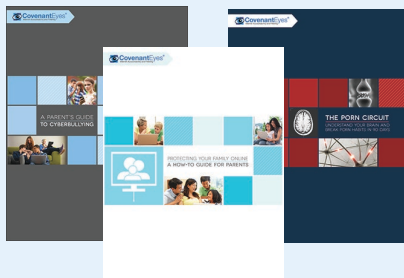 CovenantEyes
A PARENT'S GUIDE
TO CYBERBULLYING
CovenantEyes
PROTECTING YOUR FAMILY ONLINE
A HOW-TO GUIDE FOR PARENTS
CovenantEyes
THE PORN CIRCUIT
UNDERSTAND YOUR BRAIN AND
BREAK PORN HABITS IN 90 DAYS